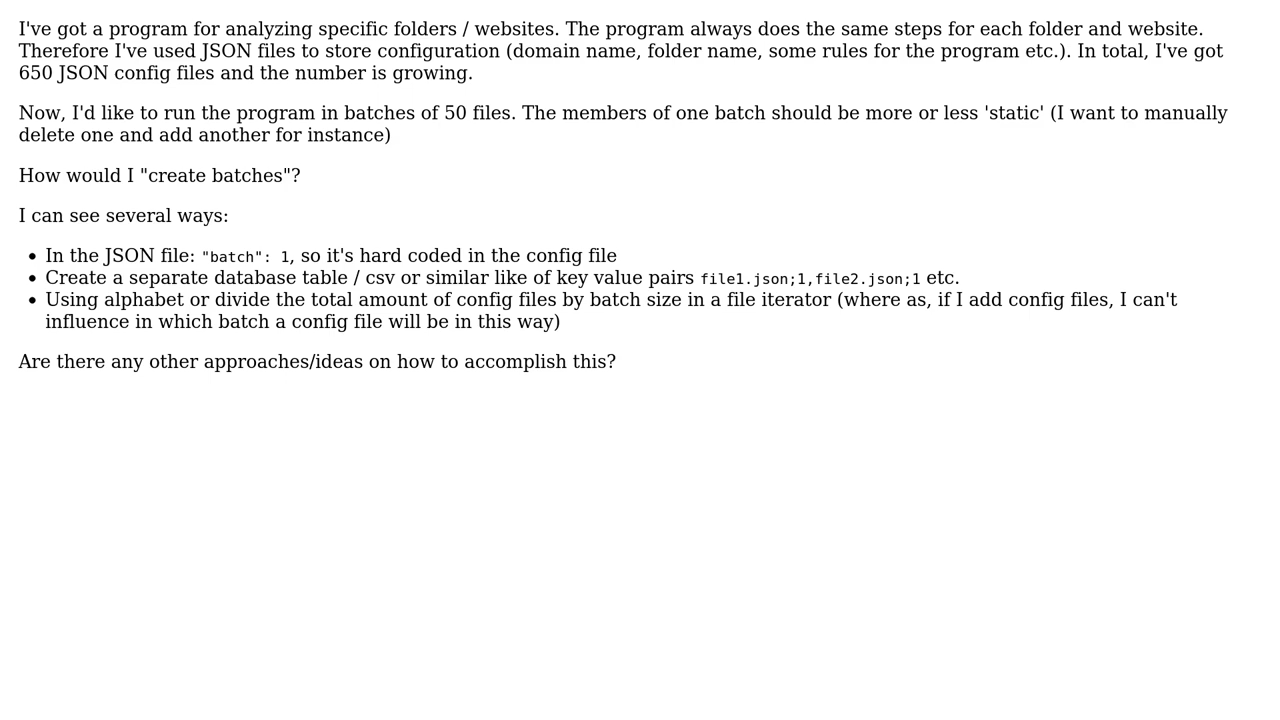 I've got a program for analyzing specific folders / websites. The program always does the same steps for each folder and website.
Therefore I've used JSON files to store configuration (domain name, folder name, some rules for the program etc.). In total, I've got
650 JSON config files and the number is growing.
Now, I'd like to run the program in batches of 50 files. The members of one batch should be more or less 'static' (I want to manually
delete one and add another for instance)
How would I "create batches"?
I can see several ways:
• In the JSON file: "batch": 1, so it's hard coded in the config file
• Create a separate database table / csv or similar like of key value pairs file1.json;1,file2.json;1 etc.
• Using alphabet or divide the total amount of config files by batch size in a file iterator (where as, if I add config files, I can't
influence in which batch a config file will be in this way)
Are there any other approaches/ideas on how to accomplish this?